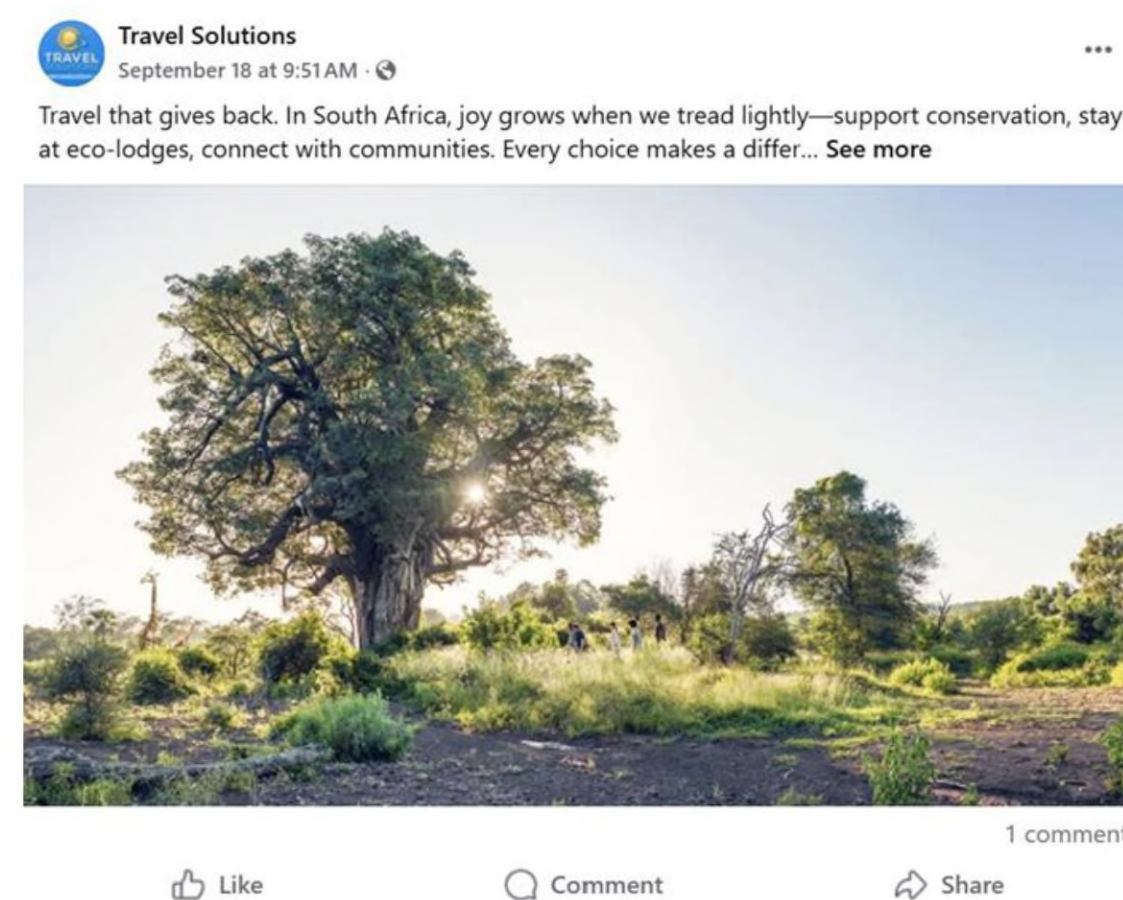 Travel Solutions
TRAVEL
September 18 at 9:51 AM ·
Travel that gives back. In South Africa, joy grows when we tread lightly—support conservation, stay
at eco-lodges, connect with communities. Every choice makes a differ... See more
1 comment
Like Comment Share